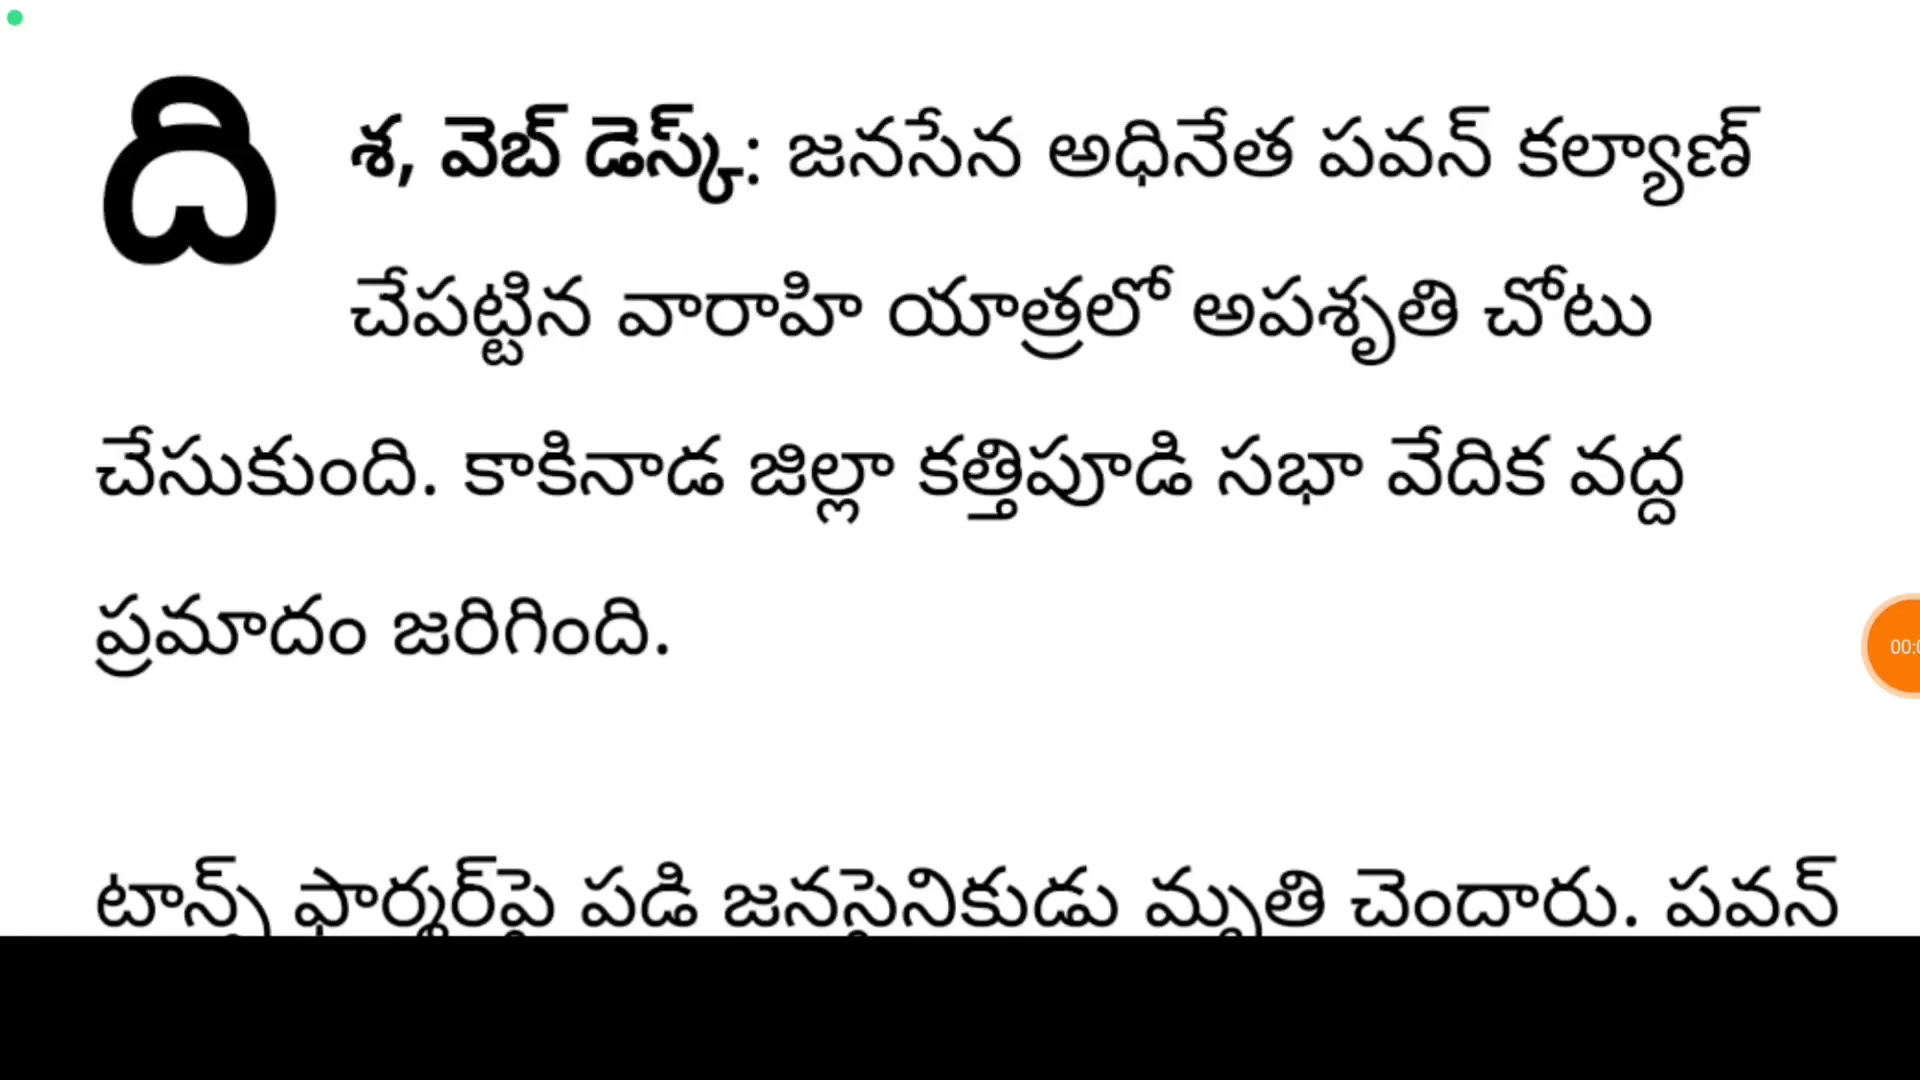 దిశ, వెబ్ డెస్క్: జనసేన అధినేత పవన్ కల్యాణ్
చేపట్టిన వారాహి యాత్రలో అపశృతి చోటు
చేసుకుంది. కాకినాడ జిల్లా కత్తిపూడి సభా వేదిక వద్ద
ప్రమాదం జరిగింది.
టాన్స్ ఫార్మర్‌పై పడి జనసైనికుడు మృతి చెందారు. పవన్